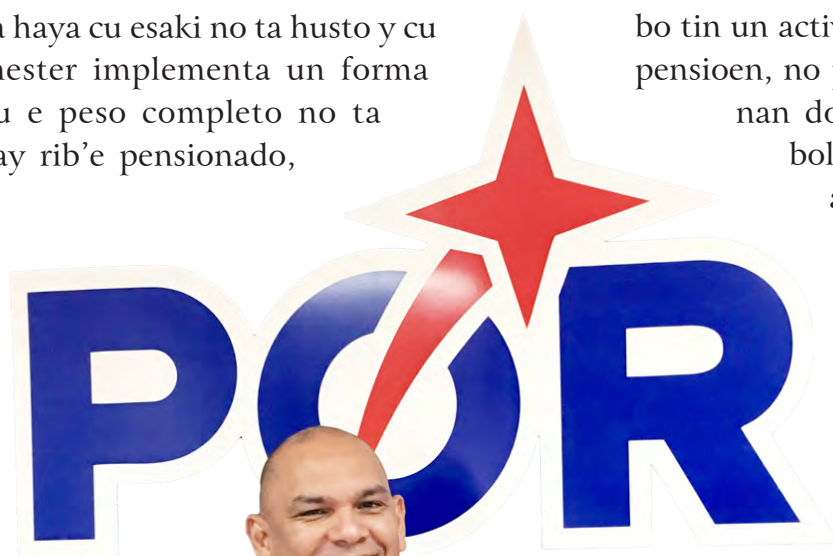 a haya cu esaki no ta husto y cu
nester implementa un forma
u e peso completo no ta
ay rib'e pensionado,
bo tin un activ
pensioen, no
nan do
bol
POR